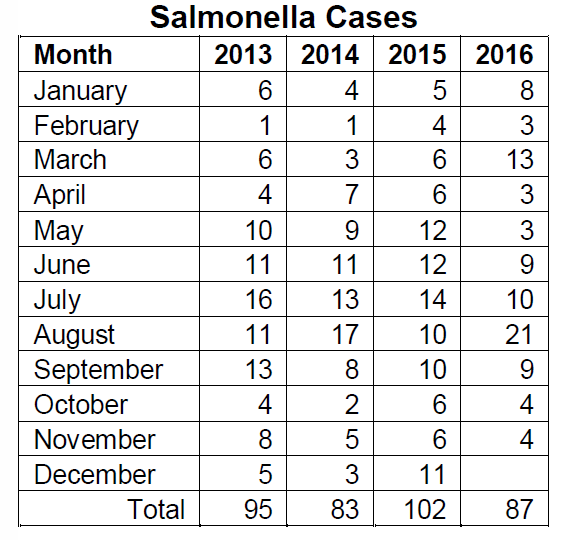 Salmonella Cases
Month 2013 2014 2015 2016
January 6 4 5 8
February 1 1 4 3
March 6 3 6 13
April 4 7 6 3
May 10 9 12 3
June 11 11 12 9
July 16 13 14 10
August 11 17 10 21
September 13 8 10 9
October 4 2 6 4
November 8 5 6 4
December 5 3 11
Total 95 83 102 87